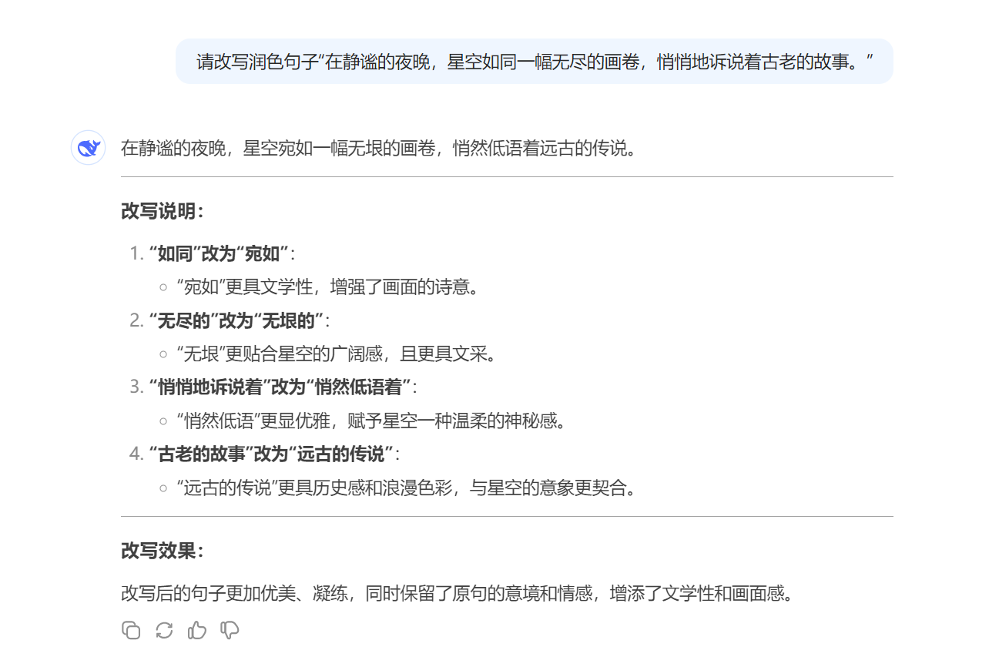 请改写润色句子“在静谧的夜晚，星空如同一幅无尽的画卷，悄悄地诉说着古老的故事。”
在静谧的夜晚，星空宛如一幅无垠的画卷，悄然低语着远古的传说。
改写说明：
1. “如同”改为“宛如”：
“宛如”更具文学性，增强了画面的诗意。
2. “无尽的”改为“无垠的”：
“无垠”更贴合星空的广阔感，且更具文采。
3. “悄悄地诉说着”改为“悄然低语着”：
“悄然低语”更显优雅，赋予星空一种温柔的神秘感。
4. “古老的故事”改为“远古的传说”：
“远古的传说”更具历史感和浪漫色彩，与星空的意象更契合。
改写效果：
改写后的句子更加优美、凝练，同时保留了原句的意境和情感，增添了文学性和画面感。